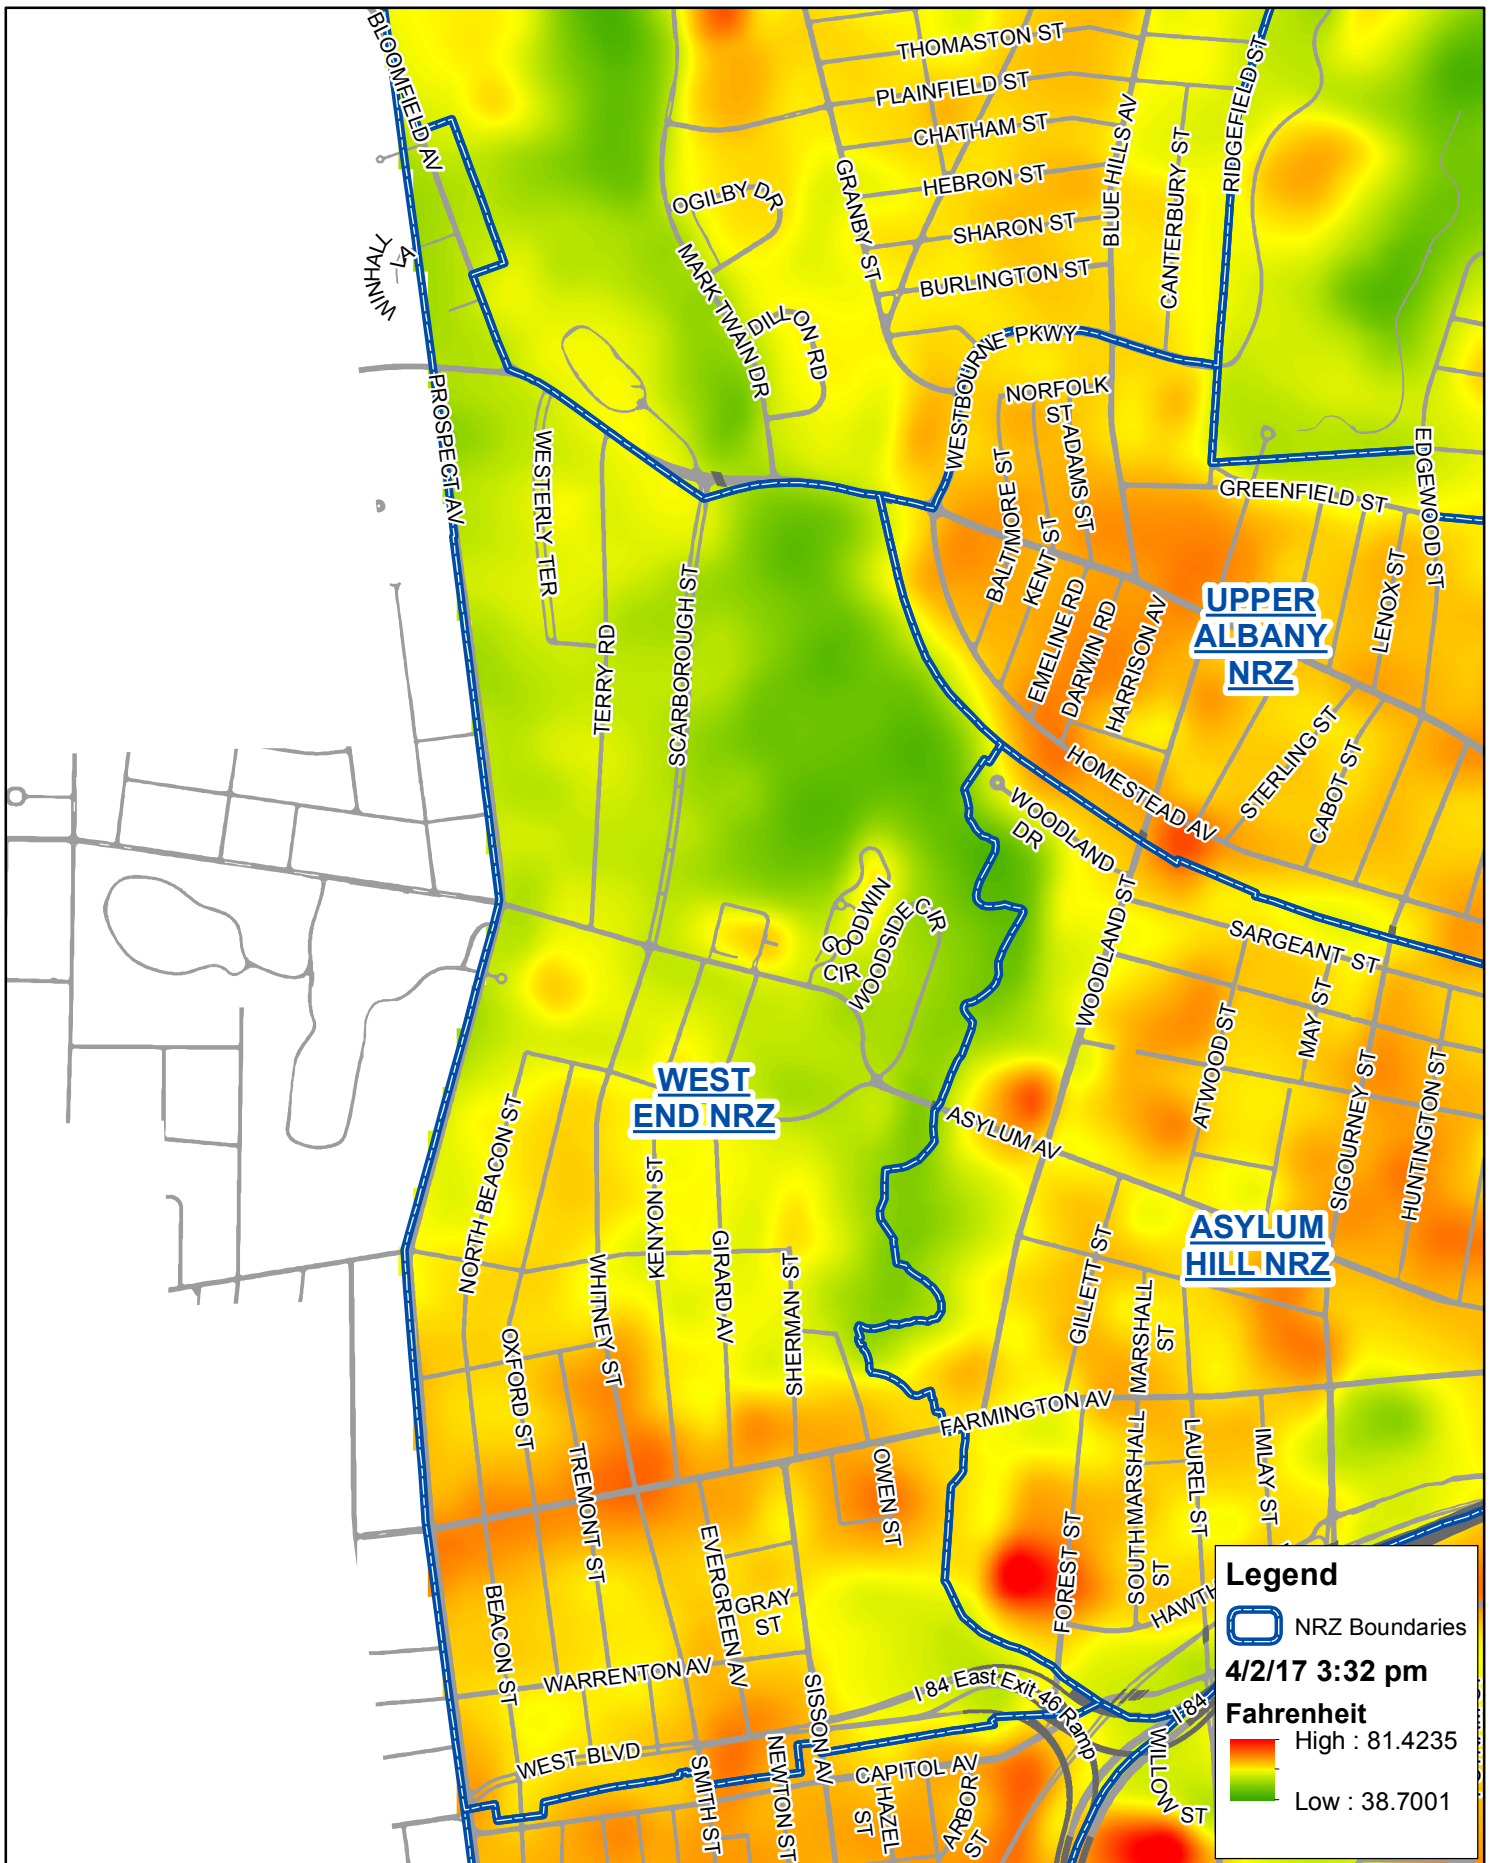 BLOOMFIELD AV
THOMASTON ST
PLAINFIELD ST
CHATHAM ST
HEBRON ST
SHARON ST
BURLINGTON ST
GRANBY ST
BLUE HILLS AV
CANTERBURY ST
RIDGEFIELD ST
OGILBY DR
MARK TWAIN DR
DILLON RD
WINHALL
LA
PROSPECT AV
WESTBOURNE PKWY
NORFOLK
ST
ADAMS ST
BALTIMORE ST
KENT ST
EMELINE RD
DARWIN RD
HARRISON AV
GREENFIELD ST
EDGEWOOD ST
LENOX ST
WESTERLY TER
TERRY RD
SCARBOROUGH ST
UPPER
ALBANY
NRZ
STERLING ST
CABOT ST
HOMESTEAD AV
WOODLAND
DR
WOODLAND ST
SARGEANT ST
GOODWIN
CIR
WOODSIDE CIR
MAY ST
ATWOOD ST
SIGOURNEY ST
HUNTINGTON ST
WEST
END NRZ
ASYLUM AV
ASYLUM
HILL NRZ
NORTH BEACON ST
KENYON ST
WHITNEY ST
GIRARD AV
SHERMAN ST
OXFORD ST
TREMONT ST
GILLETT ST
MARSHALL
ST
FARMINGTON AV
OWEN ST
SOUTH MARSHALL
ST
LAUREL ST
IMLAY ST
FOREST ST
HAWTH
BEACON ST
EVERGREEN AV
GRAY
ST
WARRENTON AV
SISSON AV
WEST BLVD
SMITH ST
NEWTON ST
CAPITOL AV
HAZEL
ST
ARBOR
ST
I 84 East Exit 46 Ramp
I 84
WILLOW ST
Legend
NRZ Boundaries
4/2/17 3:32 pm
Fahrenheit
High : 81.4235
Low : 38.7001